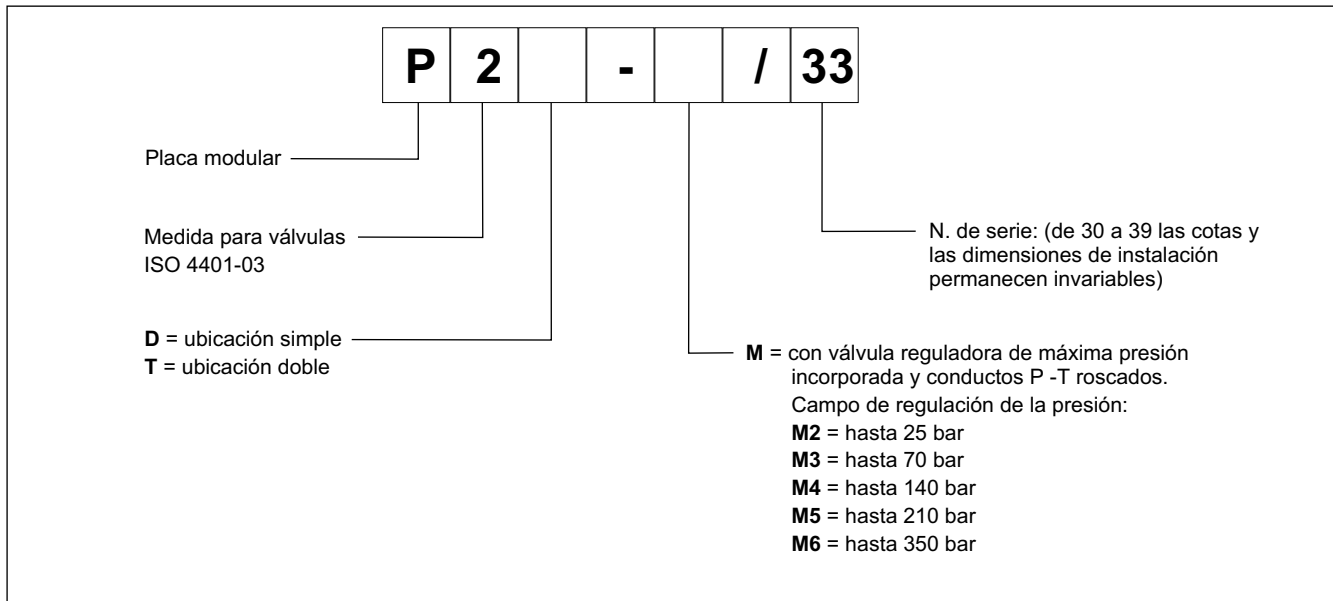 P 2 - / 33
Placa modular
Medida para válvulas
ISO 4401-03
D = ubicación simple
T = ubicación doble
N. de serie: (de 30 a 39 las cotas y
las dimensiones de instalación
permanecen invariables)
M = con válvula reguladora de máxima presión
incorporada y conductos P -T roscados.
Campo de regulación de la presión:
M2 = hasta 25 bar
M3 = hasta 70 bar
M4 = hasta 140 bar
M5 = hasta 210 bar
M6 = hasta 350 bar